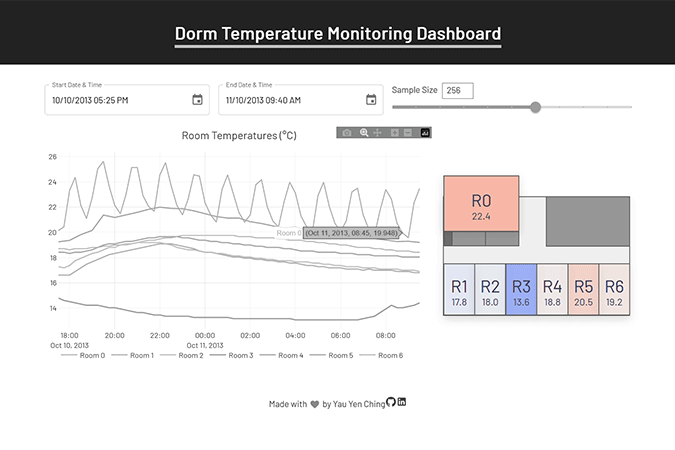 Dorm Temperature Monitoring Dashboard
Start Date & Time
10/10/2013 05:25 PM
End Date & Time
11/10/2013 09:40 AM
Sample Size 256
Room Temperatures (°C)
26
24
22
20
18
16
14
Room 0 (Oct 11, 2013, 08:45, 19.948)
18:00 20:00 22:00 00:00 02:00 04:00 06:00 08:00
Oct 10, 2013 Oct 11, 2013
Room 0 Room 1 Room 2 Room 3 Room 4 Room 5 Room 6
R0
22.4
R1 R2 R3 R4 R5 R6
17.8 18.0 13.6 18.8 20.5 19.2
Made with by Yau Yen Ching